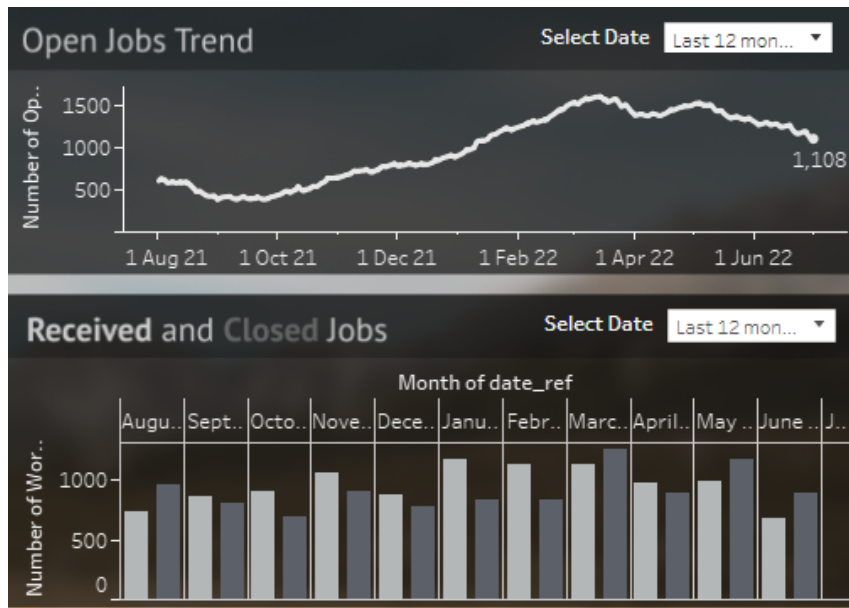 Open Jobs Trend
Select Date
Last 12 mon...
Number of Op..
1500
1000
500
1,108
1 Aug 21
1 Oct 21
1 Dec 21
1 Feb 22
1 Apr 22
1 Jun 22
Received and Closed Jobs
Select Date
Last 12 mon...
Month of date_ref
Augu.. Sept.. Octo.. Nove.. Dece.. Janu.. Febr.. Marc.. April.. May .. June .. J..
Number of Wor..
1000
500
0